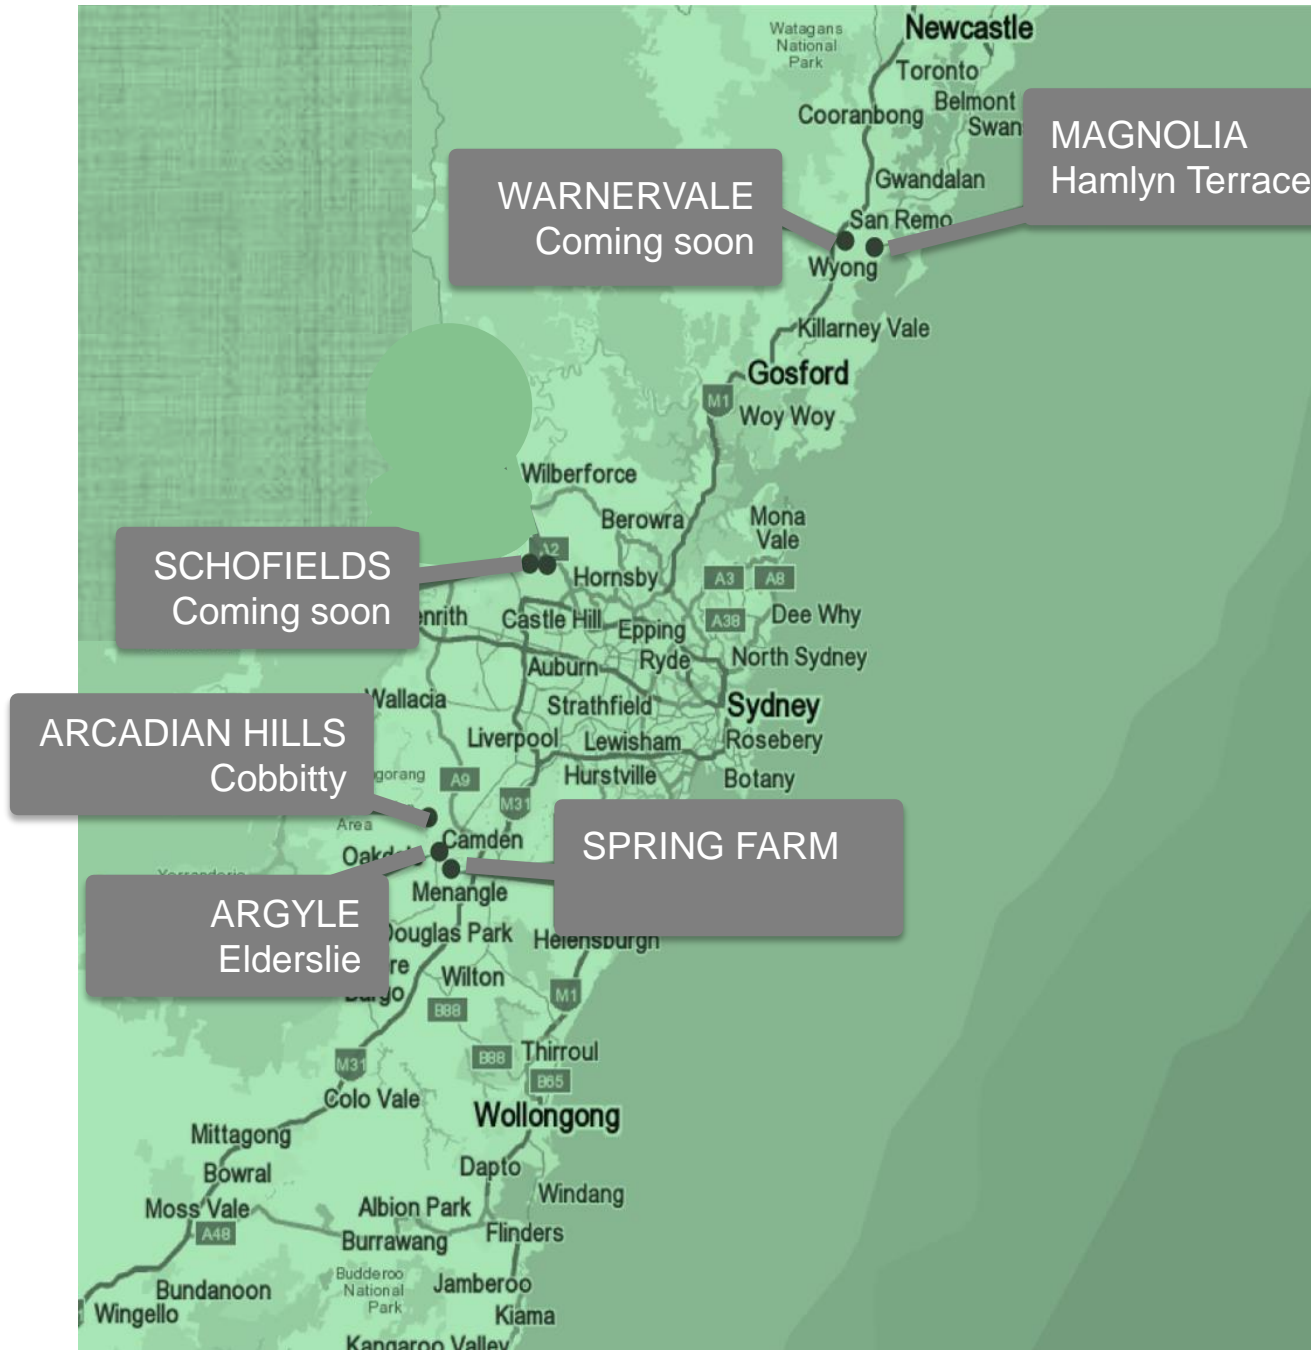 Newcastle
Watagans
National
Park
Toronto
Belmont
Cooranbong
Swan
MAGNOLIA
Hamlyn Terrace
WARNERVALE
Coming soon
Gwandalan
San Remo
Wyong
Killarney Vale
Gosford
M1
Woy Woy
Wilberforce
Berowra
Mona
Vale
SCHOFIELDS
Coming soon
A2
Hornsby
A3
A8
enrith
Castle Hill
Epping
A38
Dee Why
Auburn
Ryde
North Sydney
Wallacia
Strathfield
Sydney
ARCADIAN HILLS
Cobbitty
Liverpool
Lewisham
Rosebery
gorang
A9
Hurstville
Botany
M31
Area
Camden
SPRING FARM
Menangle
ARGYLE
Elderslie
Douglas Park
Helensburgh
re
Wilton
Bargo
B88
M1
M31
B88
Thirroul
B65
Colo Vale
Wollongong
Mittagong
Bowral
Dapto
Windang
Moss Vale
Albion Park
A48
Burrawang
Flinders
Budderoo
National
Park
Jamberoo
Bundanoon
Wingello
Kiama
Kangaroo Valley